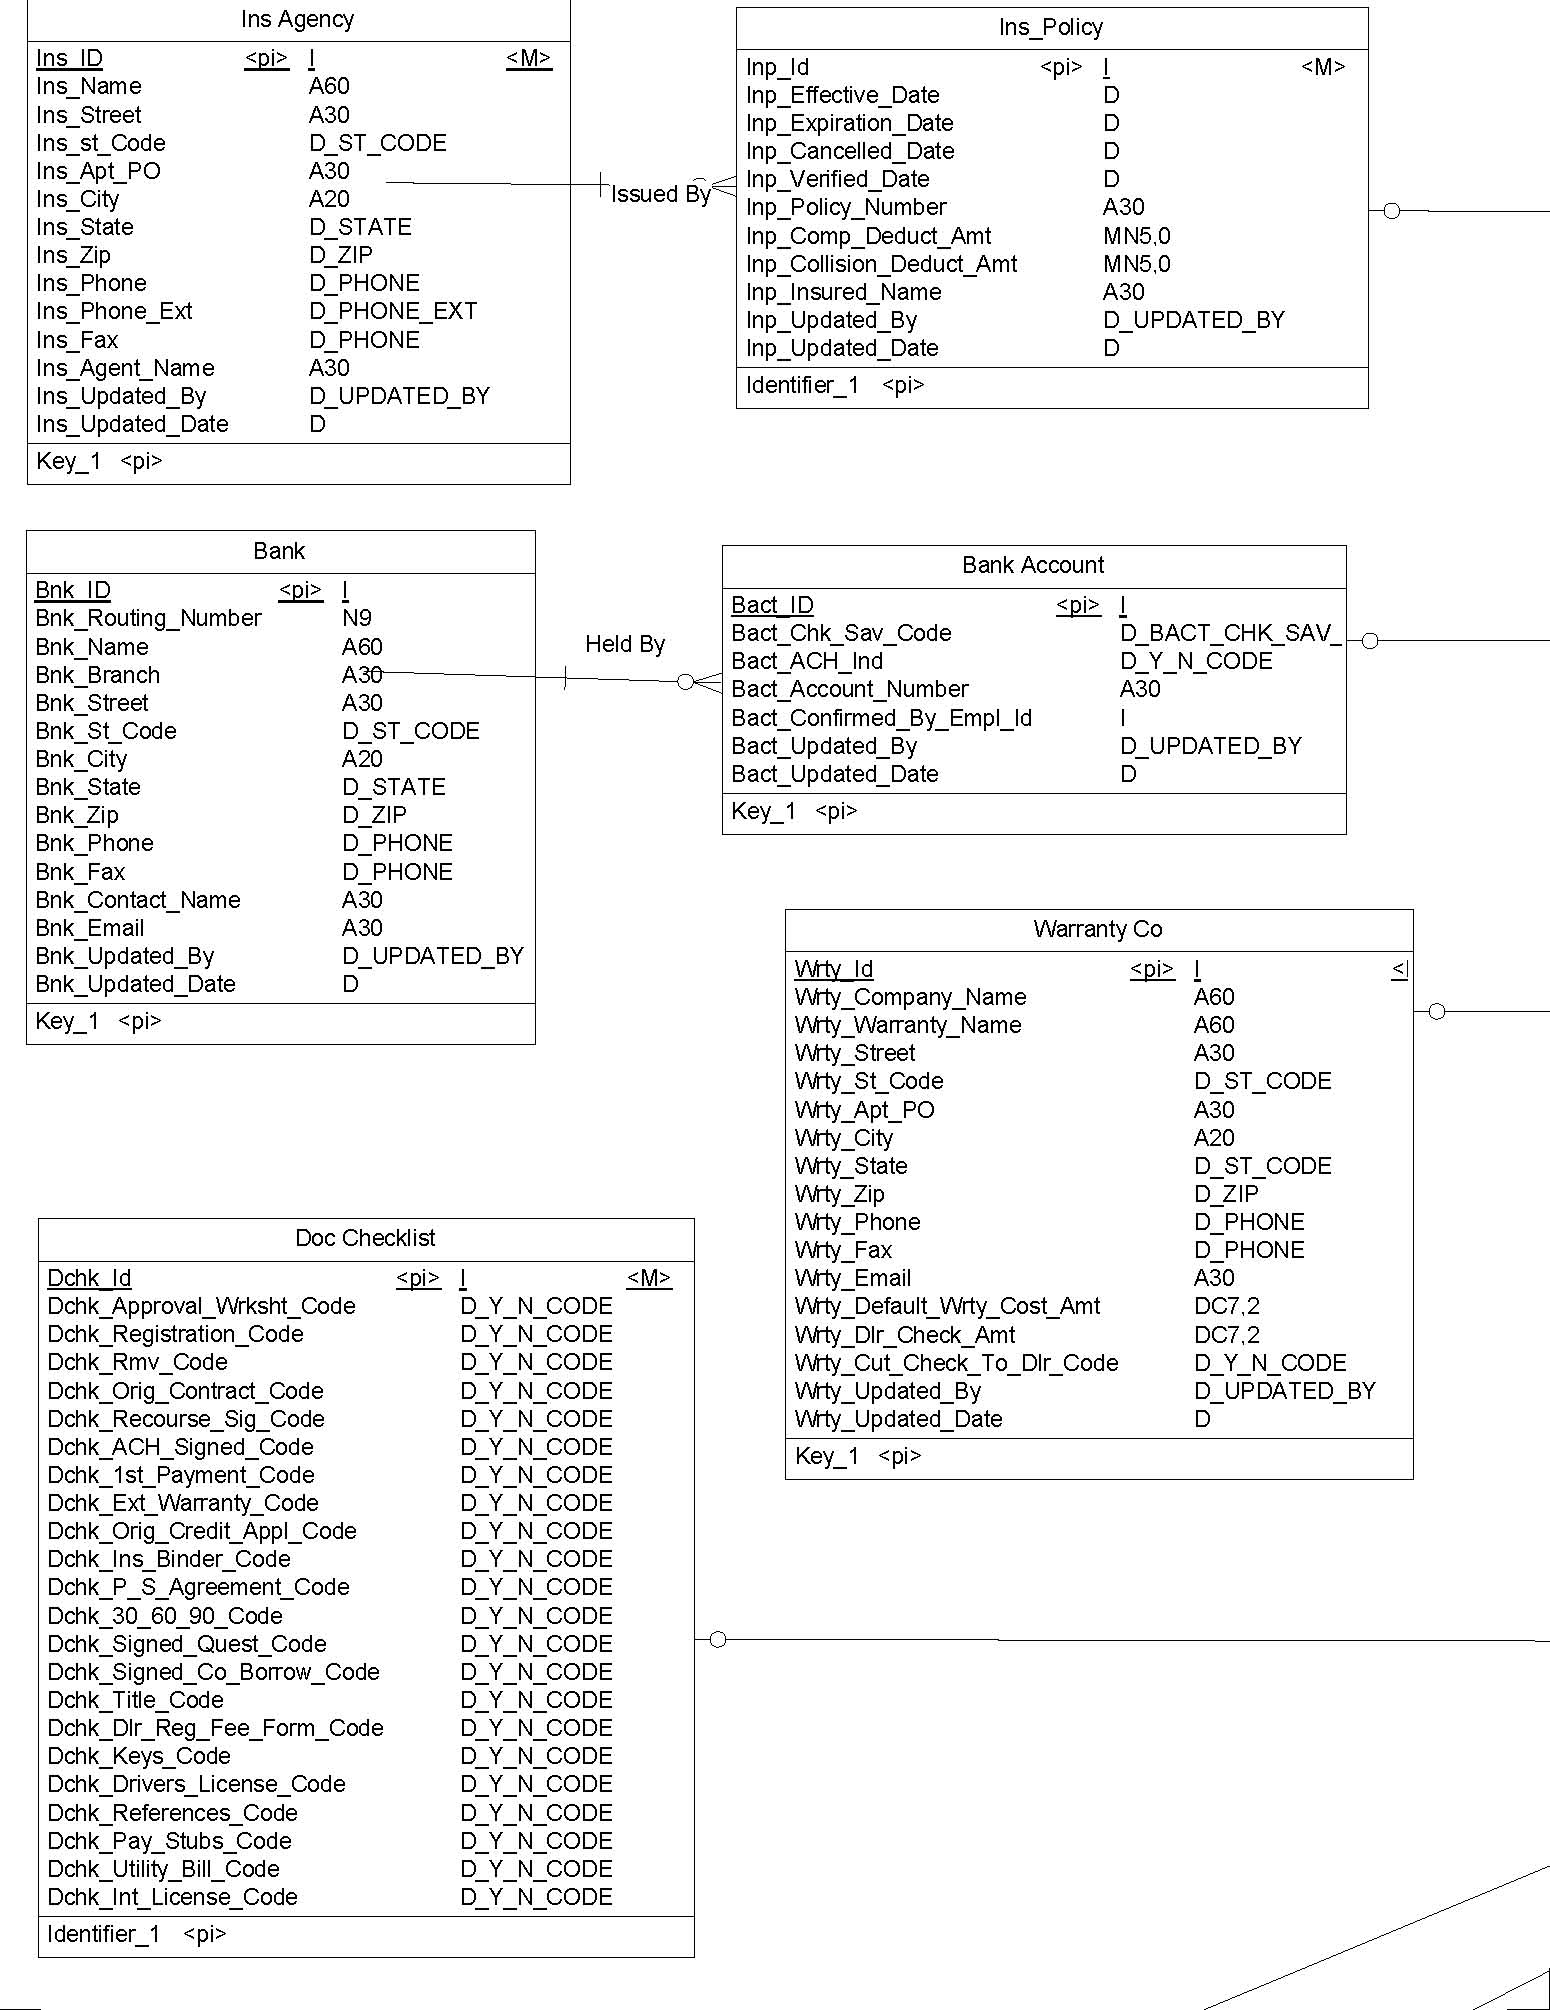 Ins Agency
Ins_ID <pi> I <M>
Ins_Name A60
Ins_Street A30
Ins_st_Code D_ST_CODE
Ins_Apt_PO A30
Ins_City A20
Ins_State D_STATE
Ins_Zip D_ZIP
Ins_Phone D_PHONE
Ins_Phone_Ext D_PHONE_EXT
Ins_Fax D_PHONE
Ins_Agent_Name A30
Ins_Updated_By D_UPDATED_BY
Ins_Updated_Date D
Key_1 <pi>
Issued By
Ins_Policy
Inp_Id <pi> I <M>
Inp_Effective_Date D
Inp_Expiration_Date D
Inp_Cancelled_Date D
Inp_Verified_Date D
Inp_Policy_Number A30
Inp_Comp_Deduct_Amt MN5,0
Inp_Collision_Deduct_Amt MN5,0
Inp_Insured_Name A30
Inp_Updated_By D_UPDATED_BY
Inp_Updated_Date D
Identifier_1 <pi>
Bank
Bnk_ID <pi> I
Bnk_Routing_Number N9
Bnk_Name A60
Bnk_Branch A30
Bnk_Street A30
Bnk_St_Code D_ST_CODE
Bnk_City A20
Bnk_State D_STATE
Bnk_Zip D_ZIP
Bnk_Phone D_PHONE
Bnk_Fax D_PHONE
Bnk_Contact_Name A30
Bnk_Email A30
Bnk_Updated_By D_UPDATED_BY
Bnk_Updated_Date D
Key_1 <pi>
Held By
Bank Account
Bact_ID <pi> I
Bact_Chk_Sav_Code D_BACT_CHK_SAV_
Bact_ACH_Ind D_Y_N_CODE
Bact_Account_Number A30
Bact_Confirmed_By_Empl_Id I
Bact_Updated_By D_UPDATED_BY
Bact_Updated_Date D
Key_1 <pi>
Warranty Co
Wrty_Id <pi> I <
Wrty_Company_Name A60
Wrty_Warranty_Name A60
Wrty_Street A30
Wrty_St_Code D_ST_CODE
Wrty_Apt_PO A30
Wrty_City A20
Wrty_State D_ST_CODE
Wrty_Zip D_ZIP
Wrty_Phone D_PHONE
Wrty_Fax D_PHONE
Wrty_Email A30
Wrty_Default_Wrty_Cost_Amt DC7,2
Wrty_Dlr_Check_Amt DC7,2
Wrty_Cut_Check_To_Dlr_Code D_Y_N_CODE
Wrty_Updated_By D_UPDATED_BY
Wrty_Updated_Date D
Key_1 <pi>
Doc Checklist
Dchk_Id <pi> I <M>
Dchk_Approval_Wrksht_Code D_Y_N_CODE
Dchk_Registration_Code D_Y_N_CODE
Dchk_Rmv_Code D_Y_N_CODE
Dchk_Orig_Contract_Code D_Y_N_CODE
Dchk_Recourse_Sig_Code D_Y_N_CODE
Dchk_ACH_Signed_Code D_Y_N_CODE
Dchk_1st_Payment_Code D_Y_N_CODE
Dchk_Ext_Warranty_Code D_Y_N_CODE
Dchk_Orig_Credit_Appl_Code D_Y_N_CODE
Dchk_Ins_Binder_Code D_Y_N_CODE
Dchk_P_S_Agreement_Code D_Y_N_CODE
Dchk_30_60_90_Code D_Y_N_CODE
Dchk_Signed_Quest_Code D_Y_N_CODE
Dchk_Signed_Co_Borrow_Code D_Y_N_CODE
Dchk_Title_Code D_Y_N_CODE
Dchk_Dlr_Reg_Fee_Form_Code D_Y_N_CODE
Dchk_Keys_Code D_Y_N_CODE
Dchk_Drivers_License_Code D_Y_N_CODE
Dchk_References_Code D_Y_N_CODE
Dchk_Pay_Stubs_Code D_Y_N_CODE
Dchk_Utility_Bill_Code D_Y_N_CODE
Dchk_Int_License_Code D_Y_N_CODE
Identifier_1 <pi>